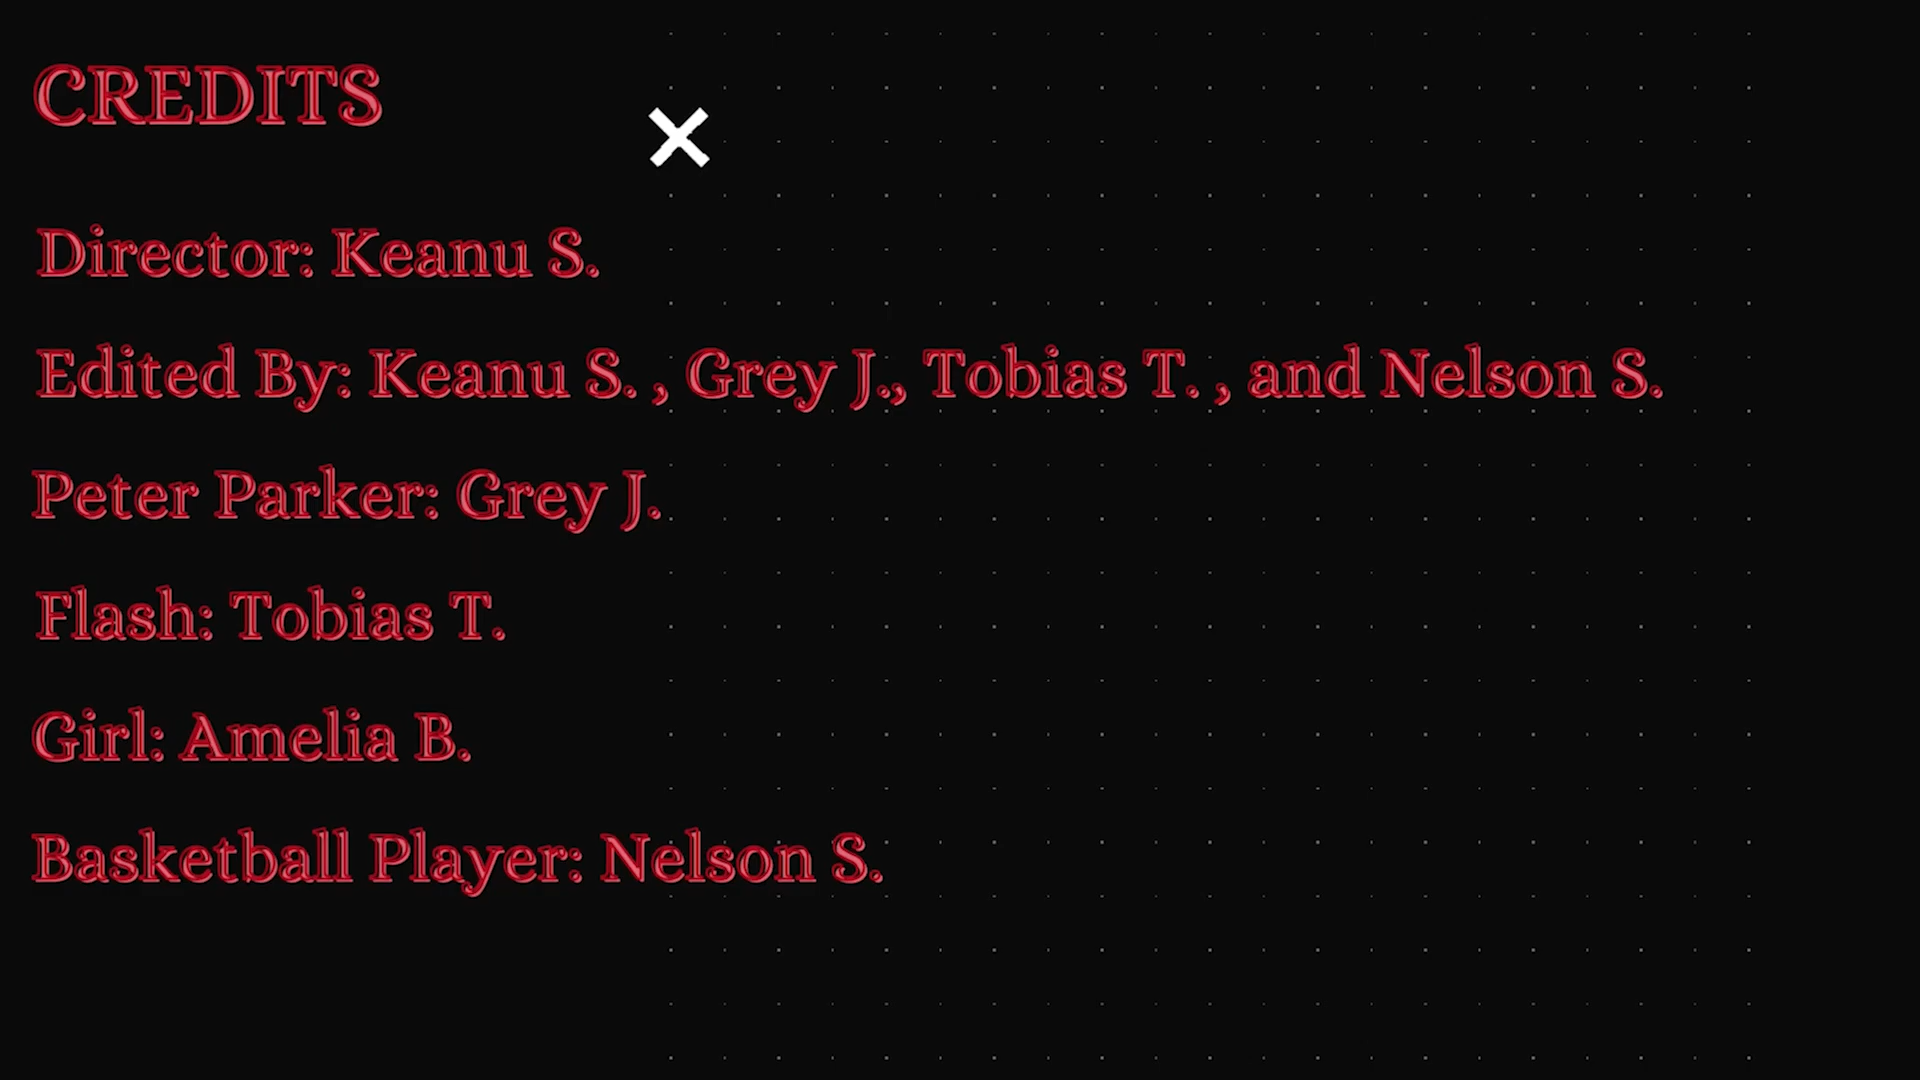 CREDITS
Director: Keanu S.
Edited By: Keanu S. , Grey J., Tobias T. , and Nelson S.
Peter Parker: Grey J.
Flash: Tobias T.
Girl: Amelia B.
Basketball Player: Nelson S.